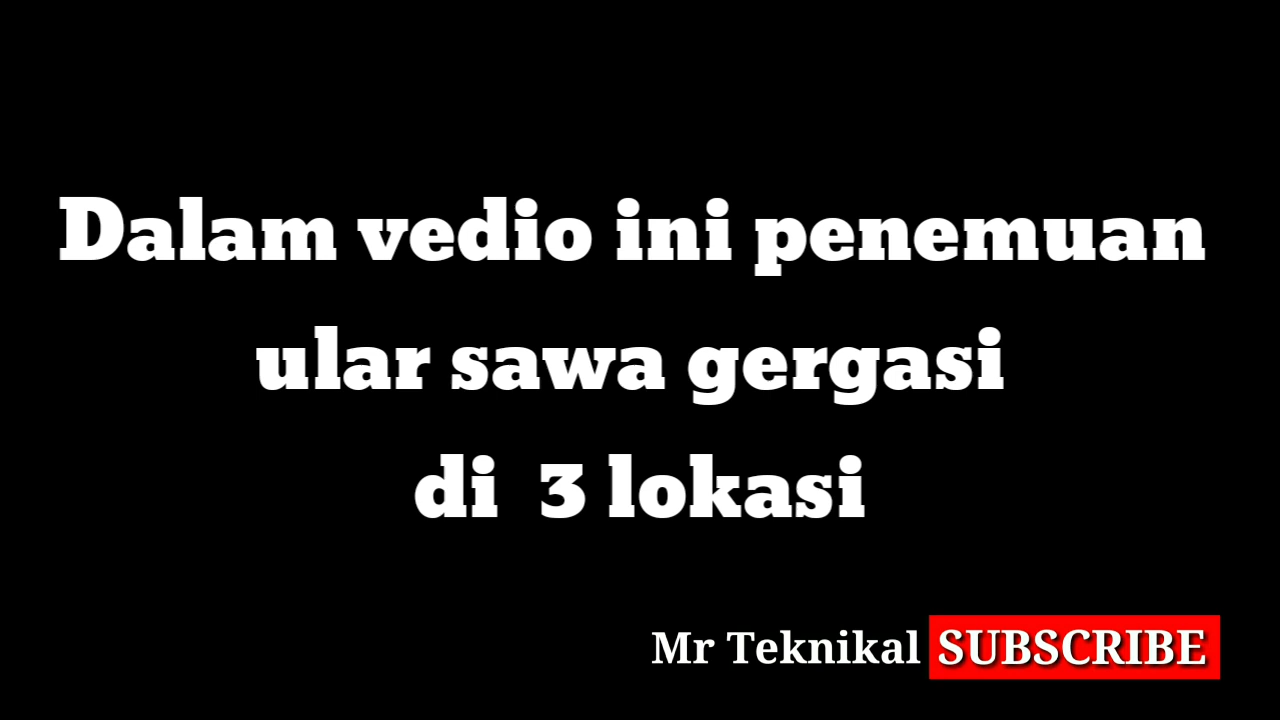 Dalam vedio ini penemuan
ular sawa gergasi
di 3 lokasi
Mr Teknikal SUBSCRIBE